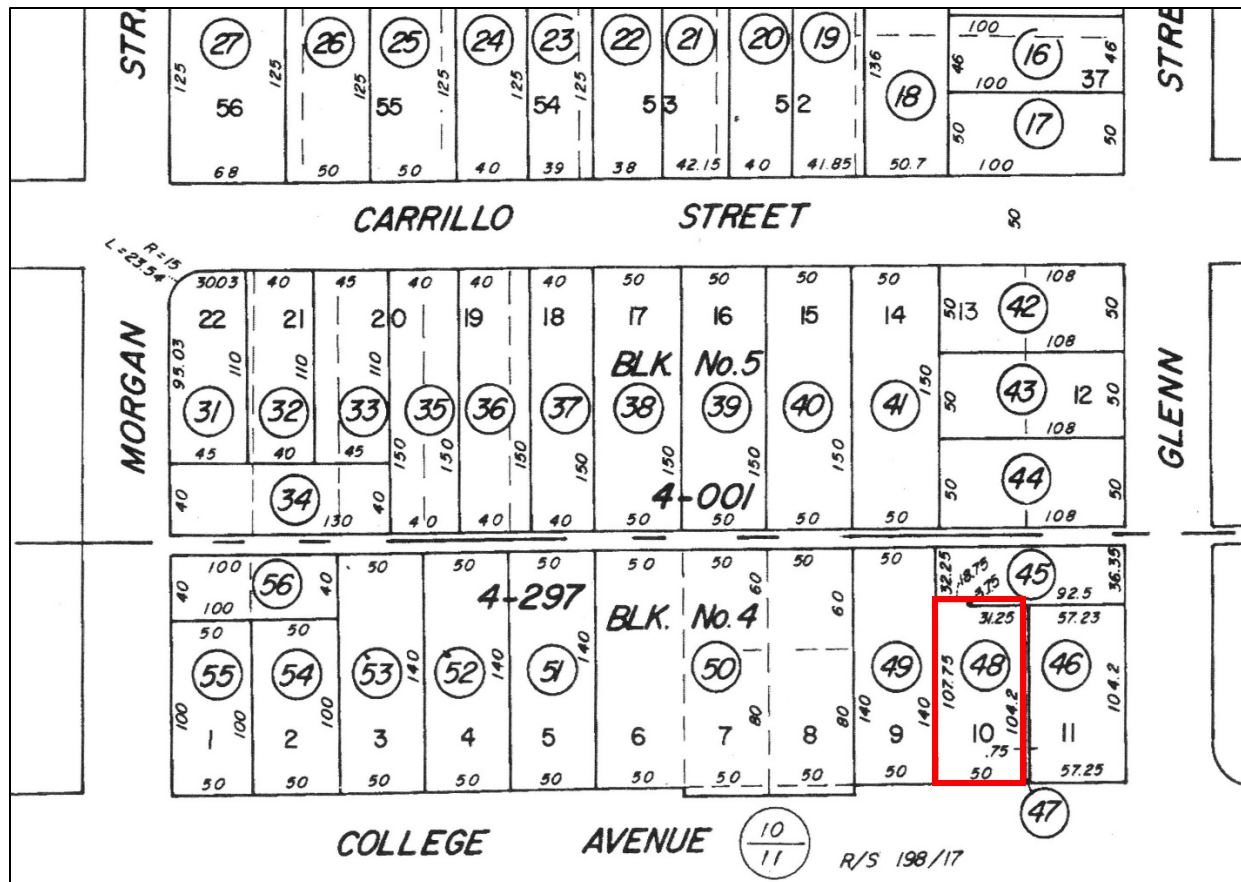 STRE
27 26 25 24 23 22 21 20 19
100
16
46 46
37
100
STRE
125 125 125 125 125 125
136
18
56 55 54 53 52
17
50 50
68 50 50 40 39 38 42.15 40 41.85 50.7 100
CARRILLO STREET
50
R=15
L=23.54
30.03 40 45 40 40 40 50 50 50 50 108
22 21 20 19 18 17 16 15 14
50 13 42 50
108
MORGAN
GLENN
95.03 110 110 110
BLK No. 5
150
31 32 33 35 36 37 38 39 40 41
50 43 12 50
108
45 40 45
150 150 150 150 150 150 150
40 34 40
130
4-001
50 44 50
40 40 40 50 50 50 50 108
100
40 56 40
100
50 50 50 50 50 50 50
4-297
BLK. No. 4
60 60
32.25
18.75
3.75
45
36.35
92.5
50 50
31.25 57.23
55 54 53 52 51 50 49 48 46
100 100 100 140 140 140 80 80 140 140 107.75 104.2 104.2
1 2 3 4 5 6 7 8 9 10 11
.75
50 50 50 50 50 50 50 50 50 50 57.25
47
COLLEGE AVENUE
10
11
R/S 198/17